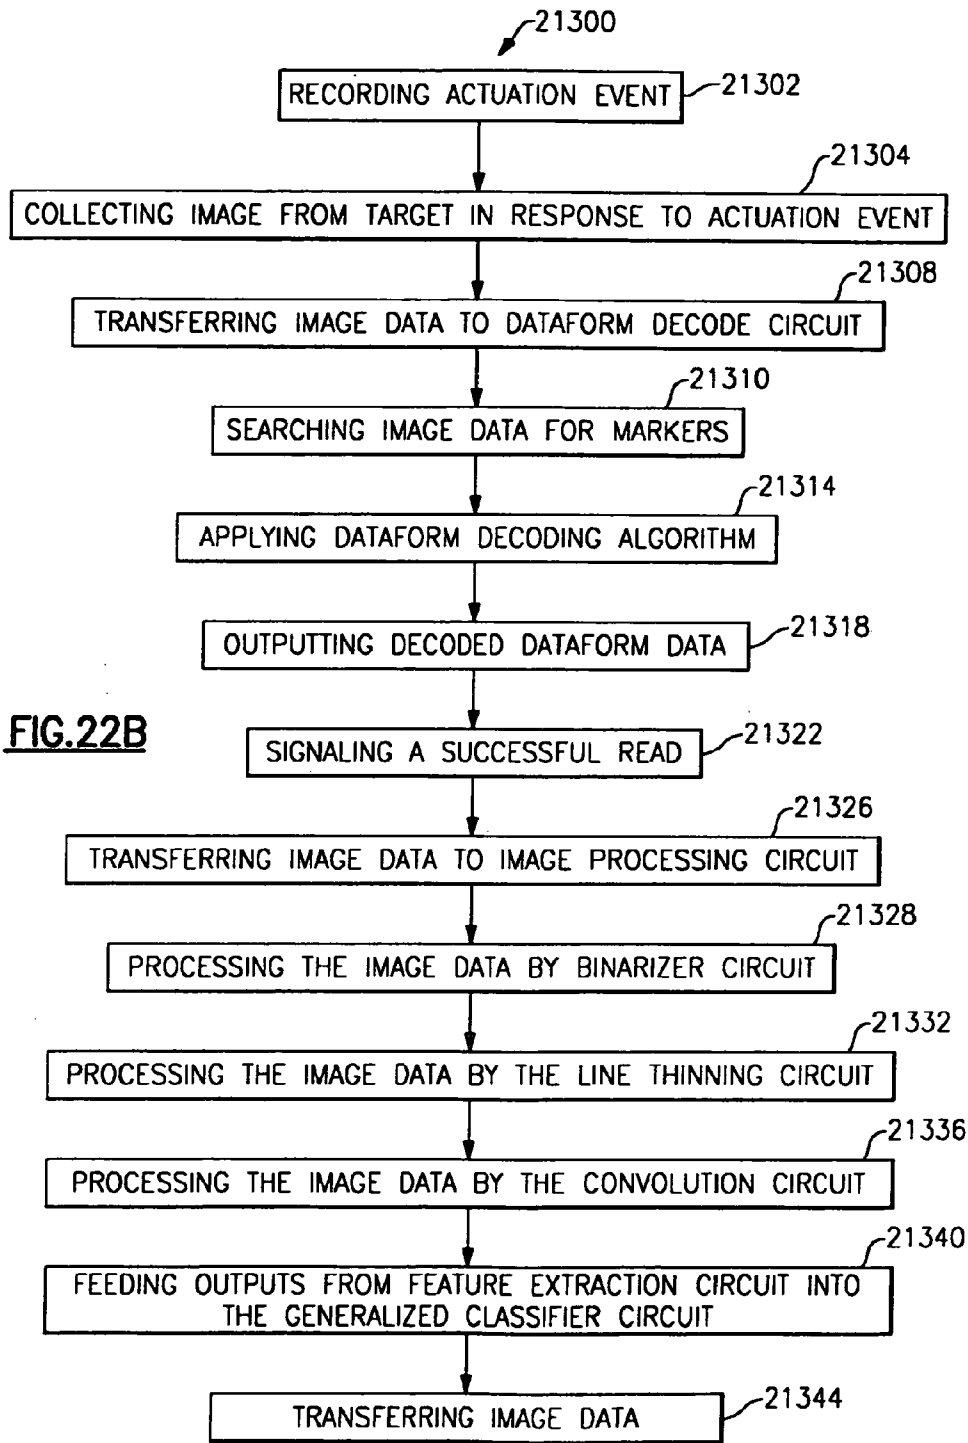 21300
RECORDING ACTUATION EVENT
21302
21304
COLLECTING IMAGE FROM TARGET IN RESPONSE TO ACTUATION EVENT
21308
TRANSFERRING IMAGE DATA TO DATAFORM DECODE CIRCUIT
21310
SEARCHING IMAGE DATA FOR MARKERS
21314
APPLYING DATAFORM DECODING ALGORITHM
21318
OUTPUTTING DECODED DATAFORM DATA
FIG.22B
21322
SIGNALING A SUCCESSFUL READ
21326
TRANSFERRING IMAGE DATA TO IMAGE PROCESSING CIRCUIT
21328
PROCESSING THE IMAGE DATA BY BINARIZER CIRCUIT
21332
PROCESSING THE IMAGE DATA BY THE LINE THINNING CIRCUIT
21336
PROCESSING THE IMAGE DATA BY THE CONVOLUTION CIRCUIT
21340
FEEDING OUTPUTS FROM FEATURE EXTRACTION CIRCUIT INTO
THE GENERALIZED CLASSIFIER CIRCUIT
21344
TRANSFERRING IMAGE DATA